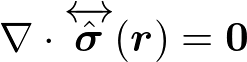 ∇ · σ̂⃡ (r) = 0